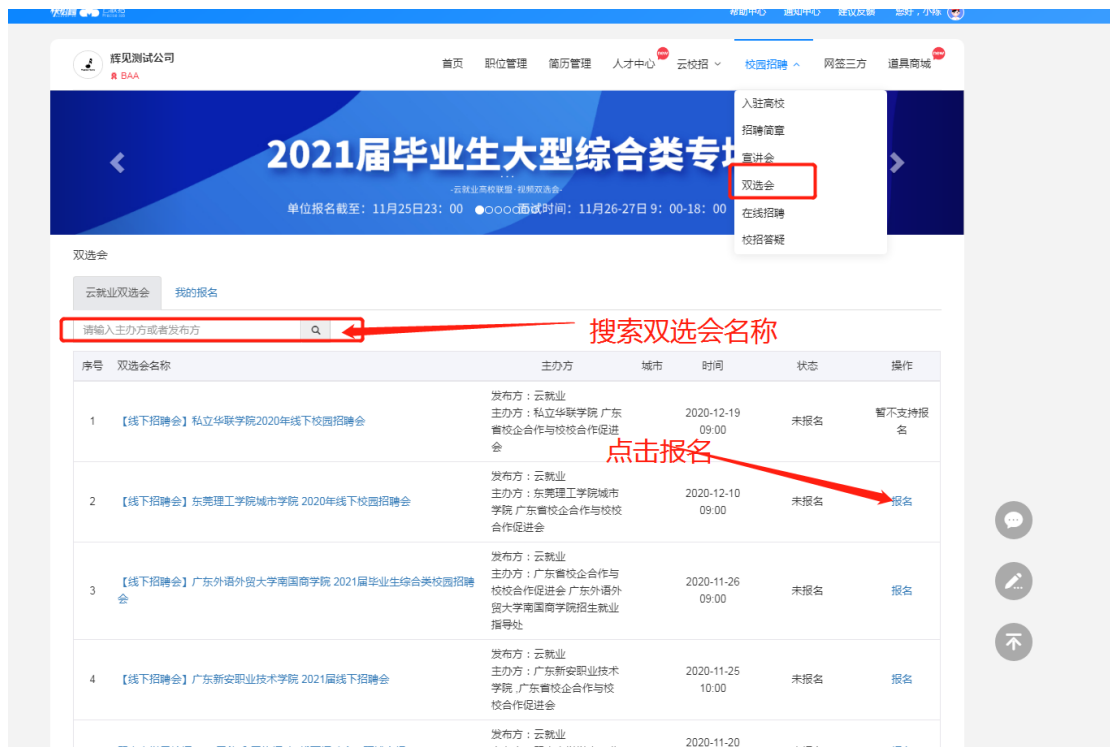 帮助中心 通知中心 建议反馈 您好，小陈
辉见测试公司
BAA
首页 职位管理 简历管理 人才中心 new 云校招 校园招聘 网签三方 道具商城 new
入驻高校
招聘简章
宣讲会
双选会
在线招聘
校招答疑
2021届毕业生大型综合类专
-云就业高校联盟·视频双选会-
单位报名截至：11月25日23：00 面试时间：11月26-27日 9：00-18：00
双选会
云就业双选会 我的报名
请输入主办方或者发布方
搜索双选会名称
序号 双选会名称 主办方 城市 时间 状态 操作
发布方：云就业
主办方：私立华联学院 广东
省校企合作与校校合作促进
会
1 【线下招聘会】私立华联学院2020年线下校园招聘会
2020-12-19
09:00
未报名
暂不支持报
名
点击报名
发布方：云就业
主办方：东莞理工学院城市
学院 广东省校企合作与校校
合作促进会
2 【线下招聘会】东莞理工学院城市学院 2020年线下校园招聘会
2020-12-10
09:00
未报名 报名
发布方：云就业
主办方：广东省校企合作与
校校合作促进会 广东外语外
贸大学南国商学院招生就业
指导处
3 【线下招聘会】广东外语外贸大学南国商学院 2021届毕业生综合类校园招聘
会
2020-11-26
09:00
未报名 报名
发布方：云就业
主办方：广东新安职业技术
学院 ,广东省校企合作与校
校合作促进会
4 【线下招聘会】广东新安职业技术学院 2021届线下招聘会
2020-11-25
10:00
未报名 报名
发布方：云就业
2020-11-20